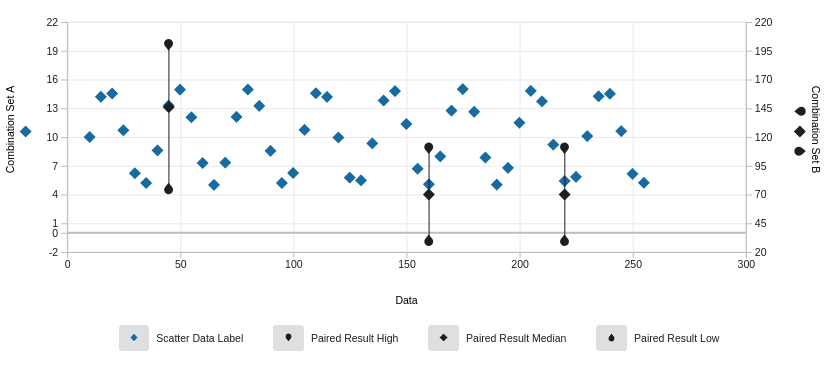 22 220
19 195
16 170
13 145
10 120
7 95
4 70
1 45
0
-2 20
0 50 100 150 200 250 300
Combination Set A
Combination Set B
Data
Scatter Data Label Paired Result High Paired Result Median Paired Result Low